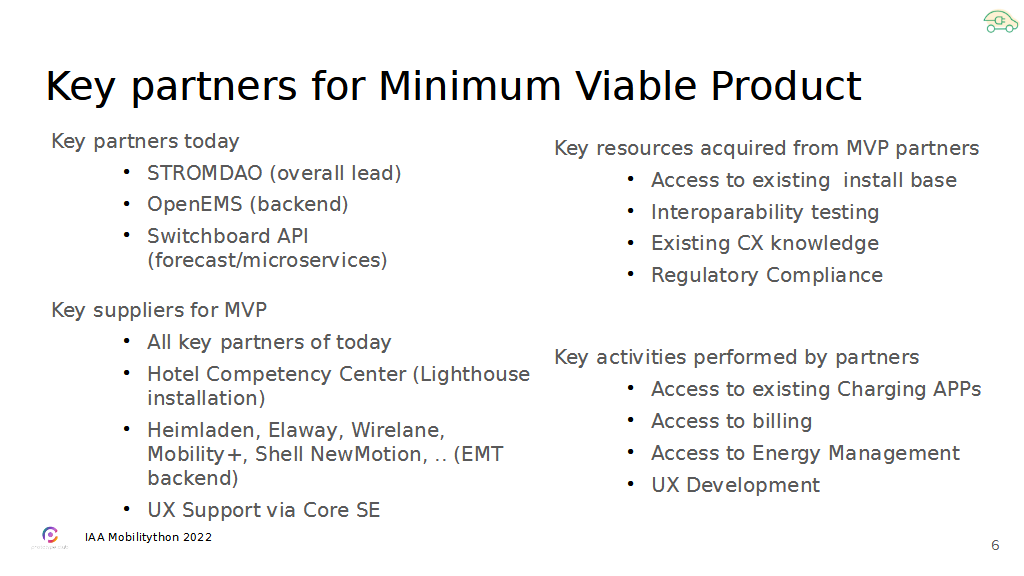 Key partners for Minimum Viable Product
Key partners today
• STROMDAO (overall lead)
• OpenEMS (backend)
• Switchboard API
(forecast/microservices)
Key suppliers for MVP
• All key partners of today
• Hotel Competency Center (Lighthouse
installation)
• Heimladen, Elaway, Wirelane,
Mobility+, Shell NewMotion, .. (EMT
backend)
• UX Support via Core SE
Key resources acquired from MVP partners
• Access to existing  install base
• Interoparability testing
• Existing CX knowledge
• Regulatory Compliance
Key activities performed by partners
• Access to existing Charging APPs
• Access to billing
• Access to Energy Management
• UX Development
IAA Mobilitython 2022
6